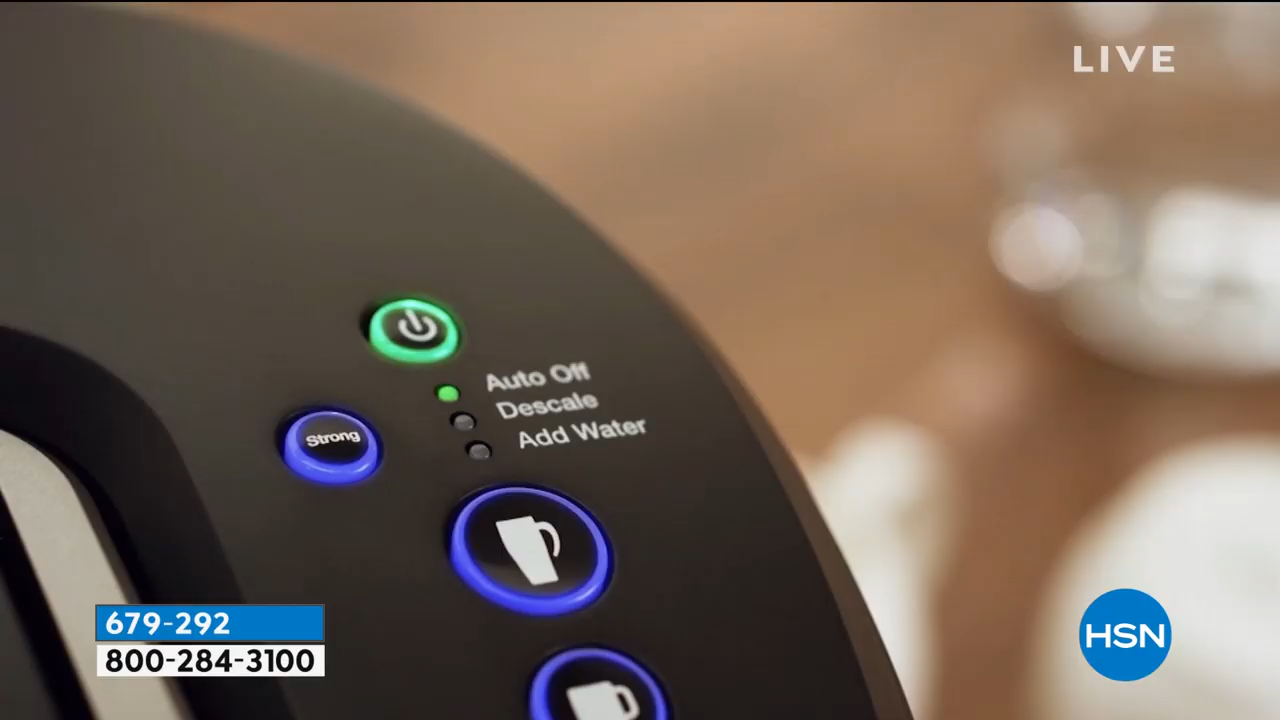 LIVE
Auto Off
Descale
Add Water
Strong
679-292
800-284-3100
HSN